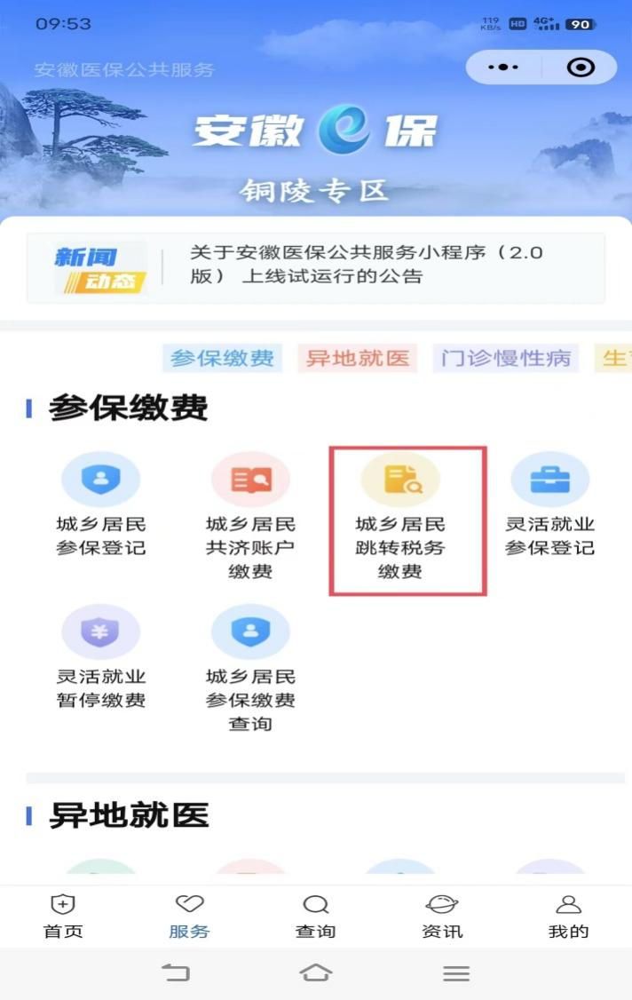 09:53
119 KB/s HD 4G+ 90
安徽医保公共服务
安徽e保
铜陵专区
新闻
动态
关于安徽医保公共服务小程序（2.0
版） 上线试运行的公告
参保缴费 异地就医 门诊慢性病
参保缴费
城乡居民
参保登记
城乡居民
共济账户
缴费
城乡居民
跳转税务
缴费
灵活就业
参保登记
灵活就业
暂停缴费
城乡居民
参保缴费
查询
异地就医
首页 服务 查询 资讯 我的